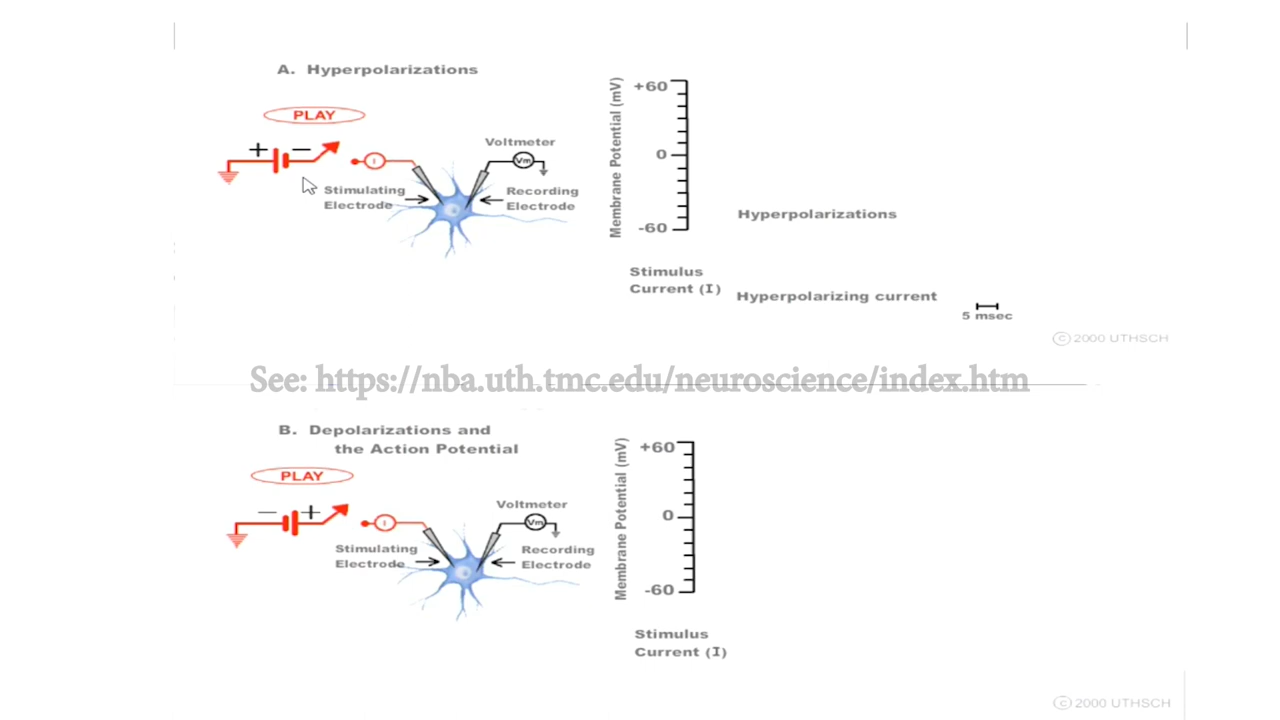 A. Hyperpolarizations
PLAY
+ −
I
Voltmeter
Vm
Stimulating
Electrode
Recording
Electrode
Membrane Potential (mV)
+60
0
-60
Hyperpolarizations
Stimulus
Current (I)
Hyperpolarizing current
5 msec
© 2000 UTHSCH
See: https://nba.uth.tmc.edu/neuroscience/index.htm
B. Depolarizations and
the Action Potential
PLAY
− +
I
Voltmeter
Vm
Stimulating
Electrode
Recording
Electrode
Membrane Potential (mV)
+60
0
-60
Stimulus
Current (I)
© 2000 UTHSCH